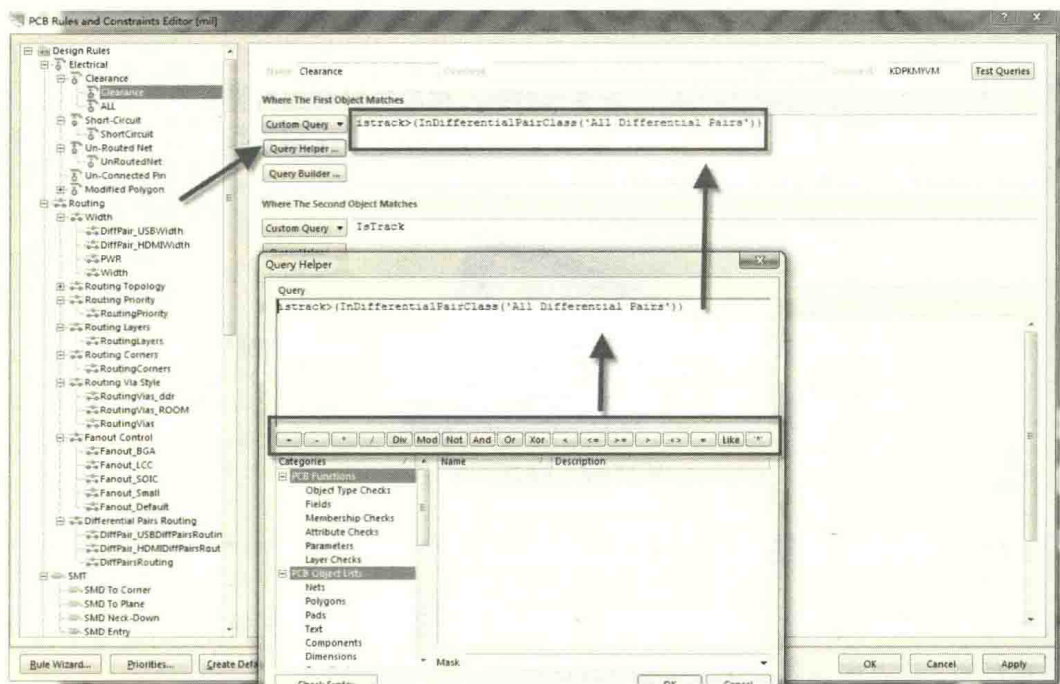 PCB Rules and Constraints Editor [mil]
Design Rules
Electrical
Clearance
Clearance
ALL
Short-Circuit
ShortCircuit
Un-Routed Net
UnRoutedNet
Un-Connected Pin
Modified Polygon
Routing
Width
DiffPair_USBWidth
DiffPair_HDMIWidth
PWR
Width
Routing Topology
Routing Priority
RoutingPriority
Routing Layers
RoutingLayers
Routing Corners
RoutingCorners
Routing Via Style
RoutingVias_ddr
RoutingVias_ROOM
RoutingVias
Fanout Control
Fanout_BGA
Fanout_LCC
Fanout_SOIC
Fanout_Small
Fanout_Default
Differential Pairs Routing
DiffPair_USBDiffPairsRoutin
DiffPair_HDMIDiffPairsRout
DiffPairsRouting
SMT
SMD To Corner
SMD To Plane
SMD Neck-Down
SMD Entry
Name Clearance Comment KDPKMYVM Test Queries
Where The First Object Matches
Custom Query istrack>(InDifferentialPairClass('All Differential Pairs'))
Query Helper ...
Query Builder ...
Where The Second Object Matches
Custom Query IsTrack
Query Helper
Query
istrack>(InDifferentialPairClass('All Differential Pairs'))
+ - * / Div Mod Not And Or Xor < <= >= > <> = Like '*'
Categories Name Description
PCB Functions
Object Type Checks
Fields
Membership Checks
Attribute Checks
Parameters
Layer Checks
PCB Object Lists
Nets
Polygons
Pads
Text
Components
Dimensions
Mask
Check Syntax OK Cancel
Rule Wizard... Priorities... Create Defa OK Cancel Apply